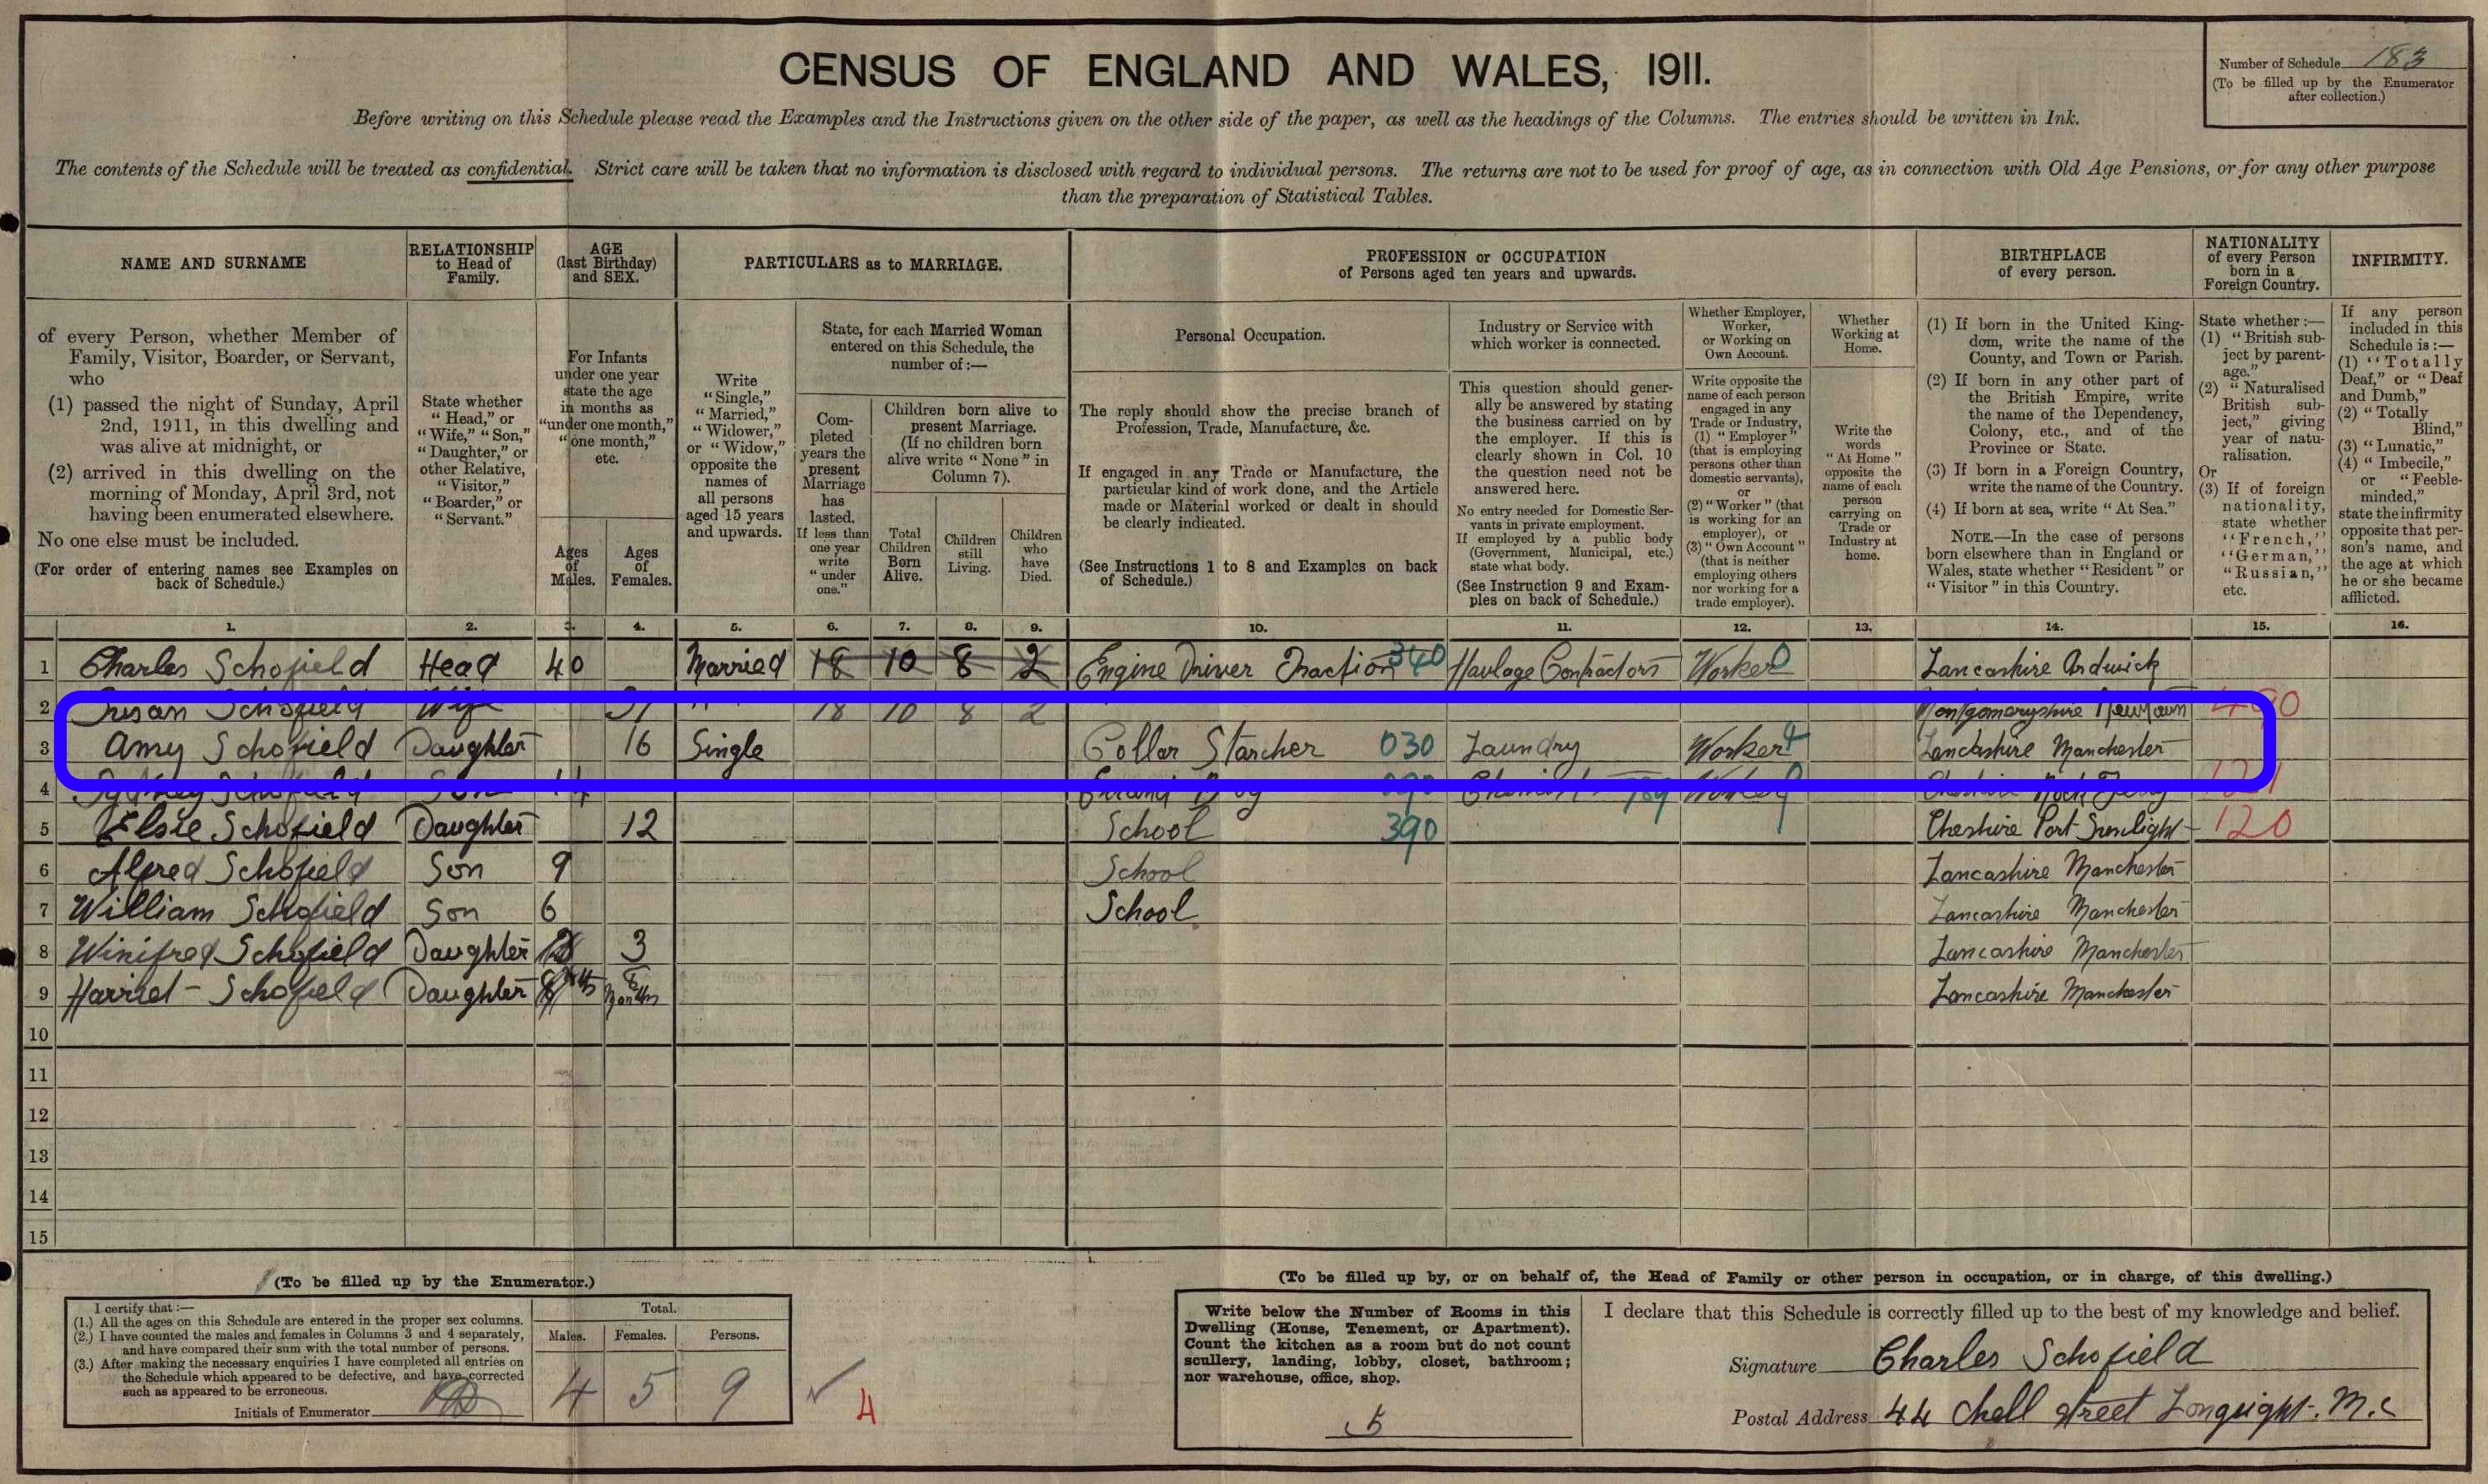 CENSUS OF ENGLAND AND WALES, 1911.
Number of Schedule 183
(To be filled up by the Enumerator
after collection.)
Before writing on this Schedule please read the Examples and the Instructions given on the other side of the paper, as well as the headings of the Columns. The entries should be written in Ink.
The contents of the Schedule will be treated as confidential. Strict care will be taken that no information is disclosed with regard to individual persons. The returns are not to be used for proof of age, as in connection with Old Age Pensions, or for any other purpose
than the preparation of Statistical Tables.
NAME AND SURNAME
of every Person, whether Member of
Family, Visitor, Boarder, or Servant,
who
(1) passed the night of Sunday, April
2nd, 1911, in this dwelling and
was alive at midnight, or
(2) arrived in this dwelling on the
morning of Monday, April 3rd, not
having been enumerated elsewhere.
No one else must be included.
(For order of entering names see Examples on
back of Schedule.)
RELATIONSHIP
to Head of
Family.
State whether
"Head," or
"Wife," "Son,"
"Daughter," or
other Relative,
"Visitor,"
"Boarder," or
"Servant."
AGE
(last Birthday)
and SEX.
For Infants
under one year
state the age
in months as
"under one month,"
"one month,"
etc.
Ages
of
Males.
Ages
of
Females.
PARTICULARS as to MARRIAGE.
Write
"Single,"
"Married,"
"Widower,"
or "Widow,"
opposite the
names of
all persons
aged 15 years
and upwards.
State, for each Married Woman
entered on this Schedule, the
number of:—
Com-
pleted
years the
present
Marriage
has
lasted.
If less than
one year
write
"under
one."
Children born alive to
present Marriage.
(If no children born
alive write "None" in
Column 7).
Total
Children
Born
Alive.
Children
still
Living.
Children
who
have
Died.
PROFESSION or OCCUPATION
of Persons aged ten years and upwards.
Personal Occupation.
The reply should show the precise branch of
Profession, Trade, Manufacture, &c.
If engaged in any Trade or Manufacture, the
particular kind of work done, and the Article
made or Material worked or dealt in should
be clearly indicated.
(See Instructions 1 to 8 and Examples on back
of Schedule.)
Industry or Service with
which worker is connected.
This question should gener-
ally be answered by stating
the business carried on by
the employer. If this is
clearly shown in Col. 10
the question need not be
answered here.
No entry needed for Domestic Ser-
vants in private employment.
If employed by a public body
(Government, Municipal, etc.)
state what body.
(See Instruction 9 and Exam-
ples on back of Schedule.)
Whether Employer,
Worker,
or Working on
Own Account.
Write opposite the
name of each person
engaged in any
Trade or Industry,
(1) "Employer"
(that is employing
persons other than
domestic servants),
or
(2) "Worker" (that
is working for an
employer), or
(3) "Own Account"
(that is neither
employing others
nor working for a
trade employer).
Whether
Working at
Home.
Write the
words
"At Home"
opposite the
name of each
person
carrying on
Trade or
Industry at
home.
BIRTHPLACE
of every person.
(1) If born in the United King-
dom, write the name of the
County, and Town or Parish.
(2) If born in any other part of
the British Empire, write
the name of the Dependency,
Colony, etc., and of the
Province or State.
(3) If born in a Foreign Country,
write the name of the Country.
(4) If born at sea, write "At Sea."
NOTE.—In the case of persons
born elsewhere than in England or
Wales, state whether "Resident" or
"Visitor" in this Country.
NATIONALITY
of every Person
born in a
Foreign Country.
State whether:—
(1) "British sub-
ject by parent-
age."
(2) "Naturalised
British sub-
ject," giving
year of natu-
ralisation.
Or
(3) If of foreign
nationality,
state whether
"French,"
"German,"
"Russian,"
etc.
INFIRMITY.
If any person
included in this
Schedule is:—
(1) "Totally
Deaf," or "Deaf
and Dumb,"
(2) "Totally
Blind,"
(3) "Lunatic,"
(4) "Imbecile,"
or "Feeble-
minded,"
state the infirmity
opposite that per-
son's name, and
the age at which
he or she became
afflicted.
1. 2. 3. 4. 5. 6. 7. 8. 9. 10. 11. 12. 13. 14. 15. 16.
1 Charles Schofield Head 40 Married 18 10 8 2 Engine Driver Traction 340 Haulage Contractors Worker 0 Lancashire Ardwick
2 Susan Schofield Wife 18 10 8 2 Montgomeryshire Newtown
3 Amy Schofield Daughter 16 Single Collar Starcher 030 Laundry Worker Lancashire Manchester
4 Sydney Schofield Son 14 Errand Boy Worker Cheshire Rock Ferry
5 Elsie Schofield Daughter 12 School 390 Cheshire Port Sunlight 120
6 Alfred Schofield Son 9 School Lancashire Manchester
7 William Schofield Son 6 School Lancashire Manchester
8 Winifred Schofield Daughter 3 Lancashire Manchester
9 Harriet Schofield Daughter Months Lancashire Manchester
10
11
12
13
14
15
(To be filled up by the Enumerator.)
I certify that:—
(1.) All the ages on this Schedule are entered in the proper sex columns.
(2.) I have counted the males and females in Columns 3 and 4 separately,
and have compared their sum with the total number of persons.
(3.) After making the necessary enquiries I have completed all entries on
the Schedule which appeared to be defective, and have corrected
such as appeared to be erroneous.
Initials of Enumerator
Total.
Males. Females. Persons.
4 5 9
4
(To be filled up by, or on behalf of, the Head of Family or other person in occupation, or in charge, of this dwelling.)
Write below the Number of Rooms in this
Dwelling (House, Tenement, or Apartment).
Count the kitchen as a room but do not count
scullery, landing, lobby, closet, bathroom;
nor warehouse, office, shop.
5
I declare that this Schedule is correctly filled up to the best of my knowledge and belief.
Signature Charles Schofield
Postal Address 44 Chell Street Longsight. M.c